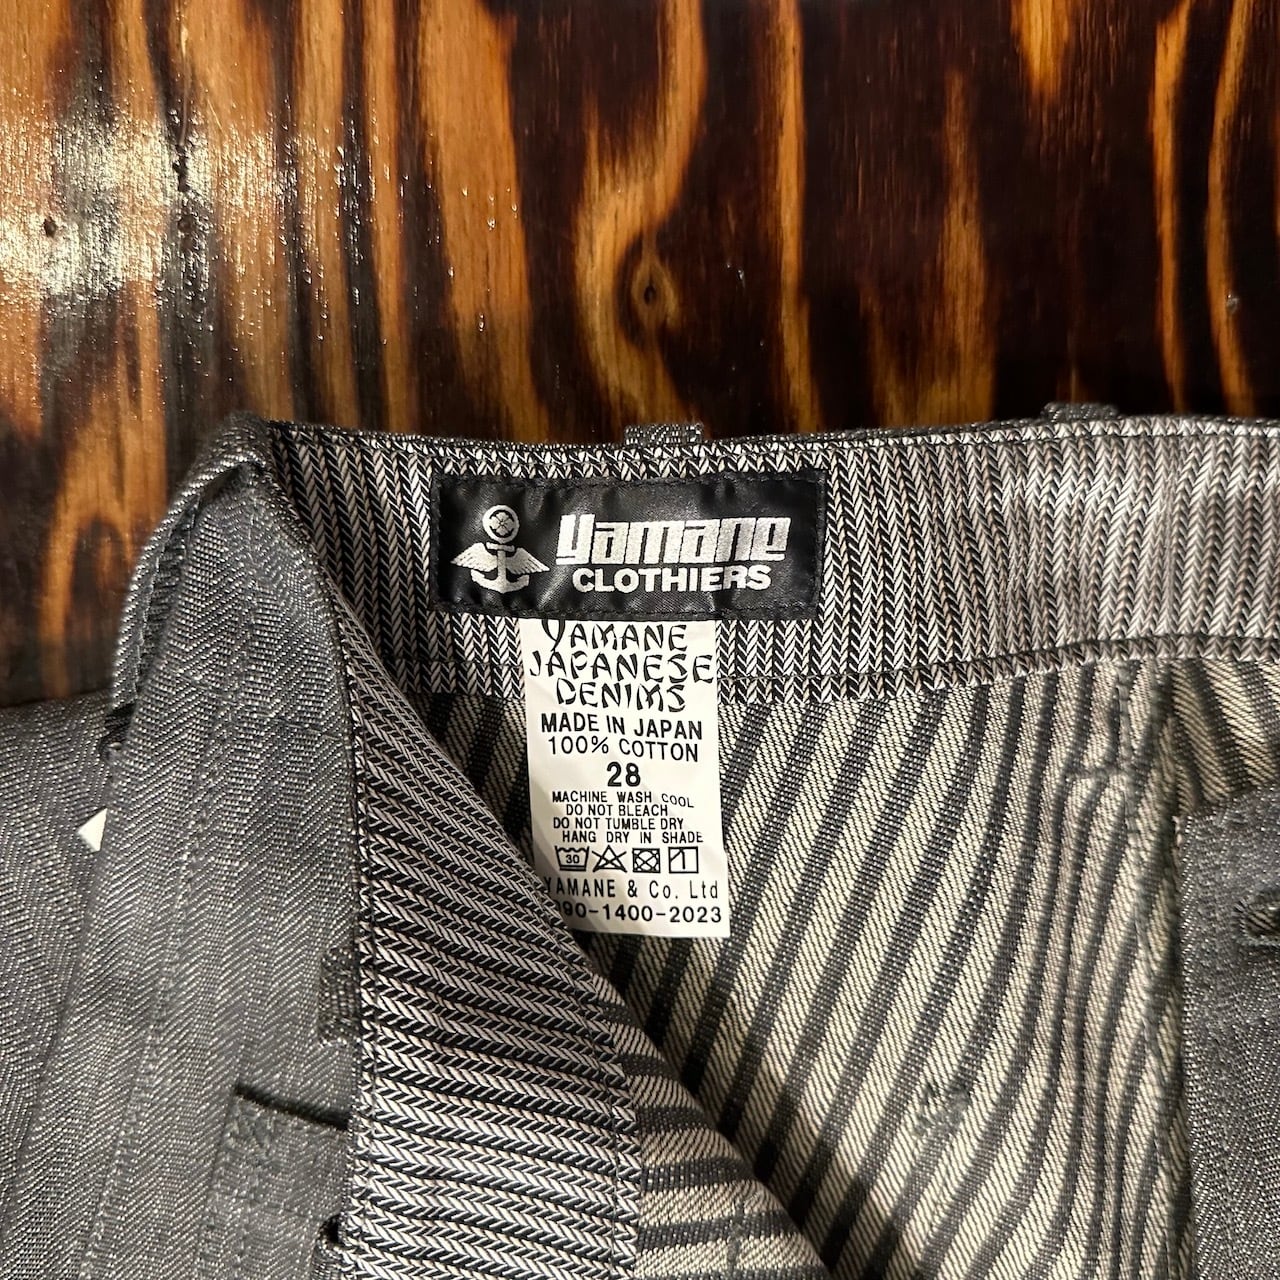 yamane
CLOTHIERS
YAMANE
JAPANESE
DENIMS
MADE IN JAPAN
100% COTTON
28
MACHINE WASH COOL
DO NOT BLEACH
DO NOT TUMBLE DRY
HANG DRY IN SHADE
30
YAMANE & Co. Ltd
90-1400-2023